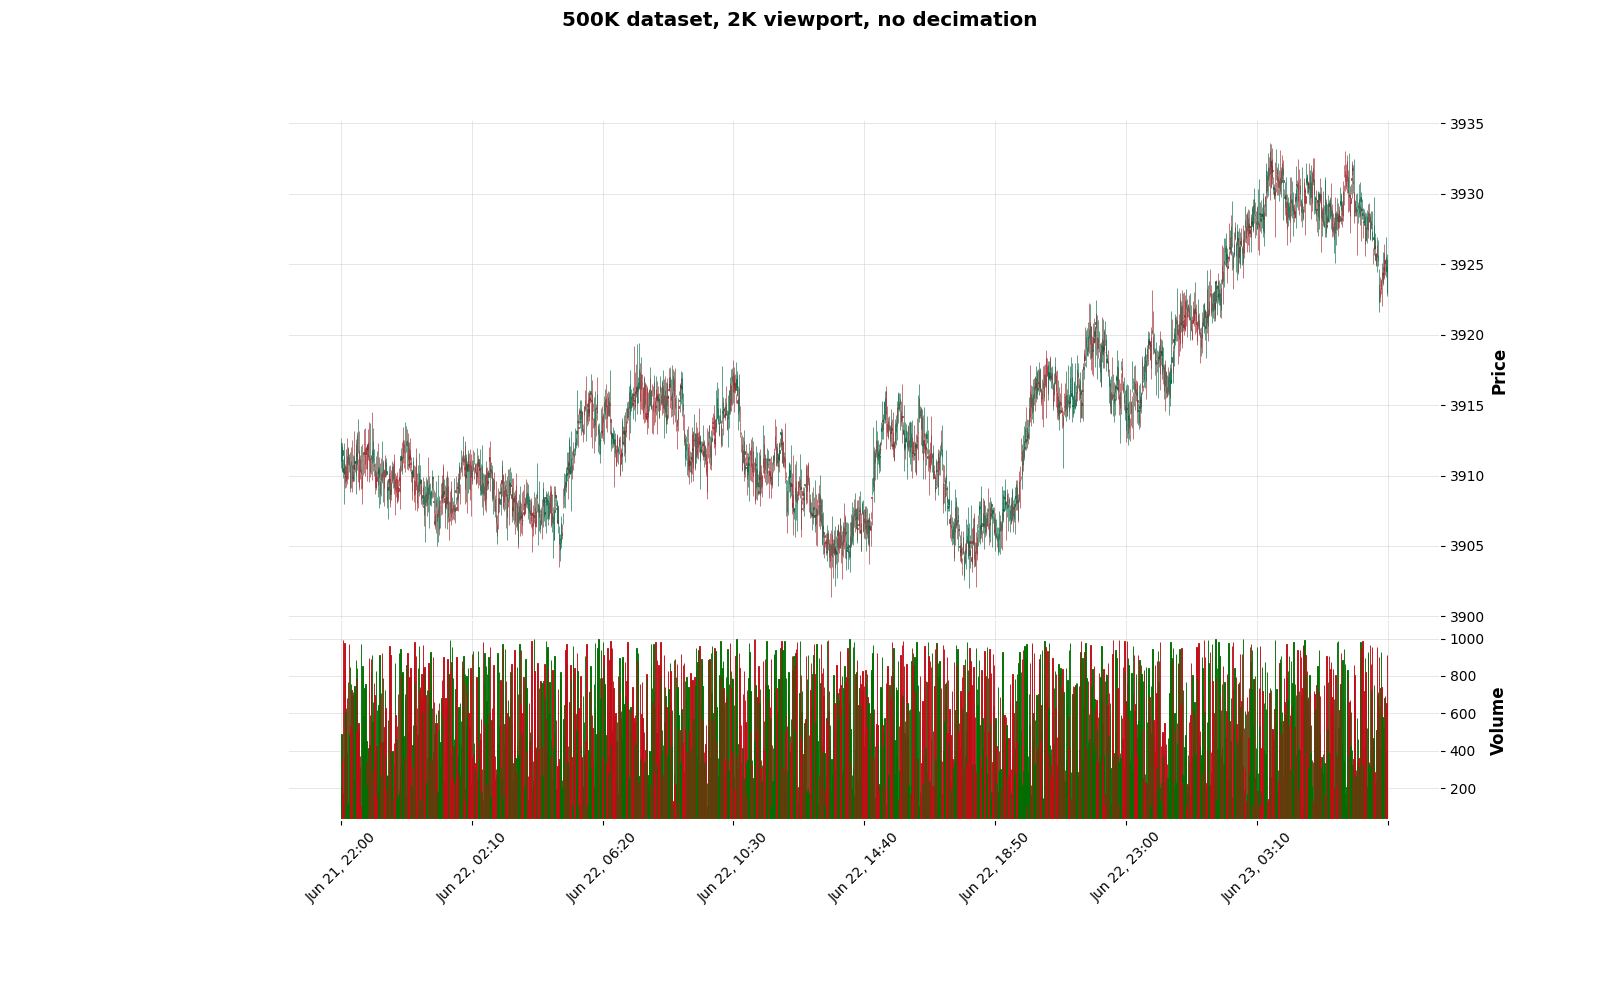 500K dataset, 2K viewport, no decimation
3935
3930
3925
3920
Price
3915
3910
3905
3900
1000
800
600
Volume
400
200
Jun 21, 22:00
Jun 22, 02:10
Jun 22, 06:20
Jun 22, 10:30
Jun 22, 14:40
Jun 22, 18:50
Jun 22, 23:00
Jun 23, 03:10